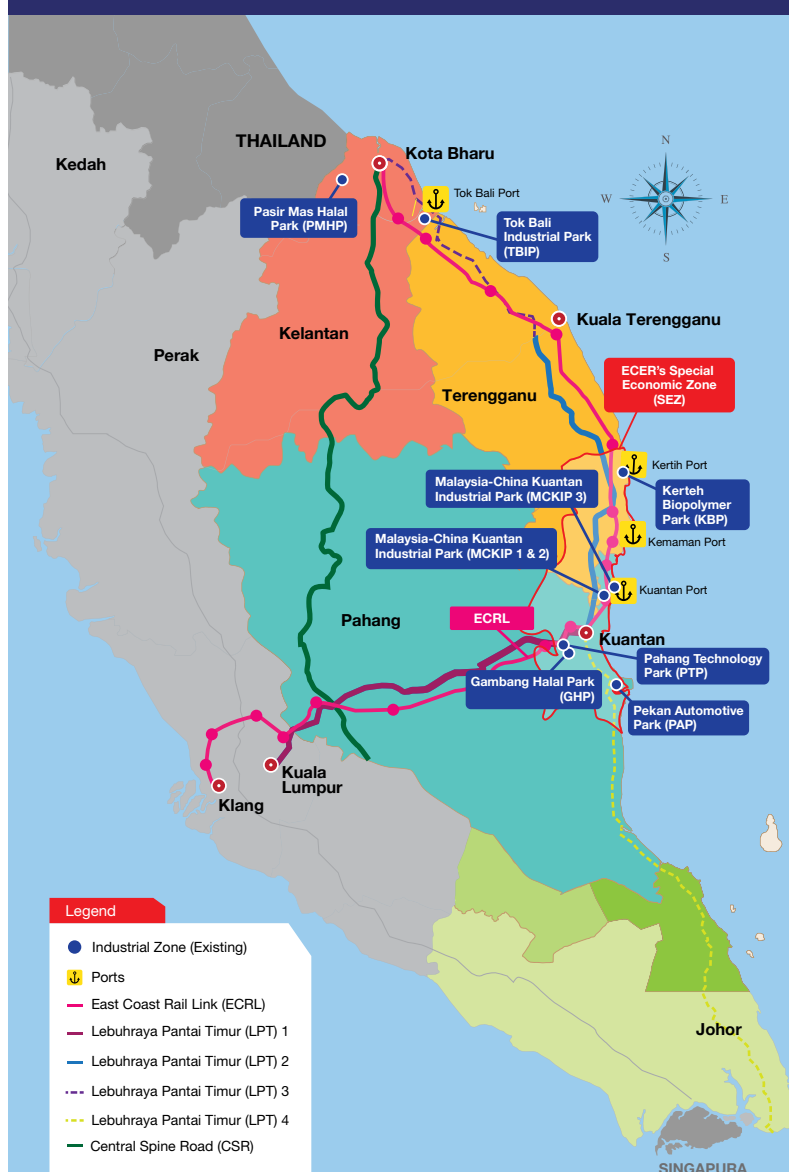 THAILAND
Kedah
Kota Bharu
N
W
E
S
Tok Bali Port
Pasir Mas Halal
Park (PMHP)
Tok Bali
Industrial Park
(TBIP)
Kelantan
Kuala Terengganu
Perak
Terengganu
ECER's Special
Economic Zone
(SEZ)
Malaysia-China Kuantan
Industrial Park (MCKIP 3)
Kertih Port
Kerteh
Biopolymer
Park (KBP)
Malaysia-China Kuantan
Industrial Park (MCKIP 1 & 2)
Kemaman Port
Kuantan Port
Pahang
ECRL
Kuantan
Pahang Technology
Park (PTP)
Gambang Halal Park
(GHP)
Pekan Automotive
Park (PAP)
Kuala
Lumpur
Klang
Legend
Industrial Zone (Existing)
Ports
East Coast Rail Link (ECRL)
Lebuhraya Pantai Timur (LPT) 1
Lebuhraya Pantai Timur (LPT) 2
Lebuhraya Pantai Timur (LPT) 3
Lebuhraya Pantai Timur (LPT) 4
Central Spine Road (CSR)
Johor
SINGAPURA